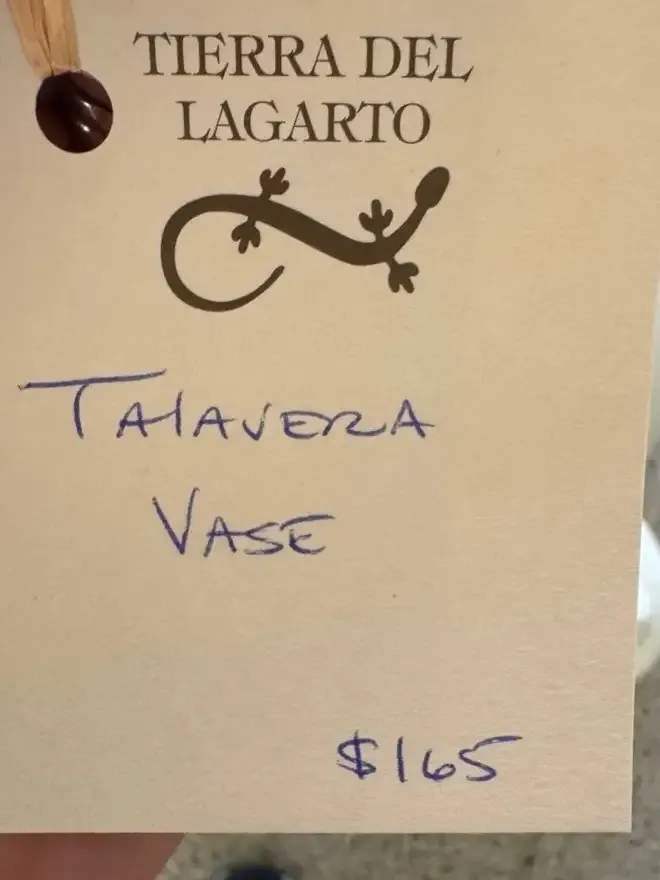 TIERRA DEL
LAGARTO
TALAVERA
VASE
$165